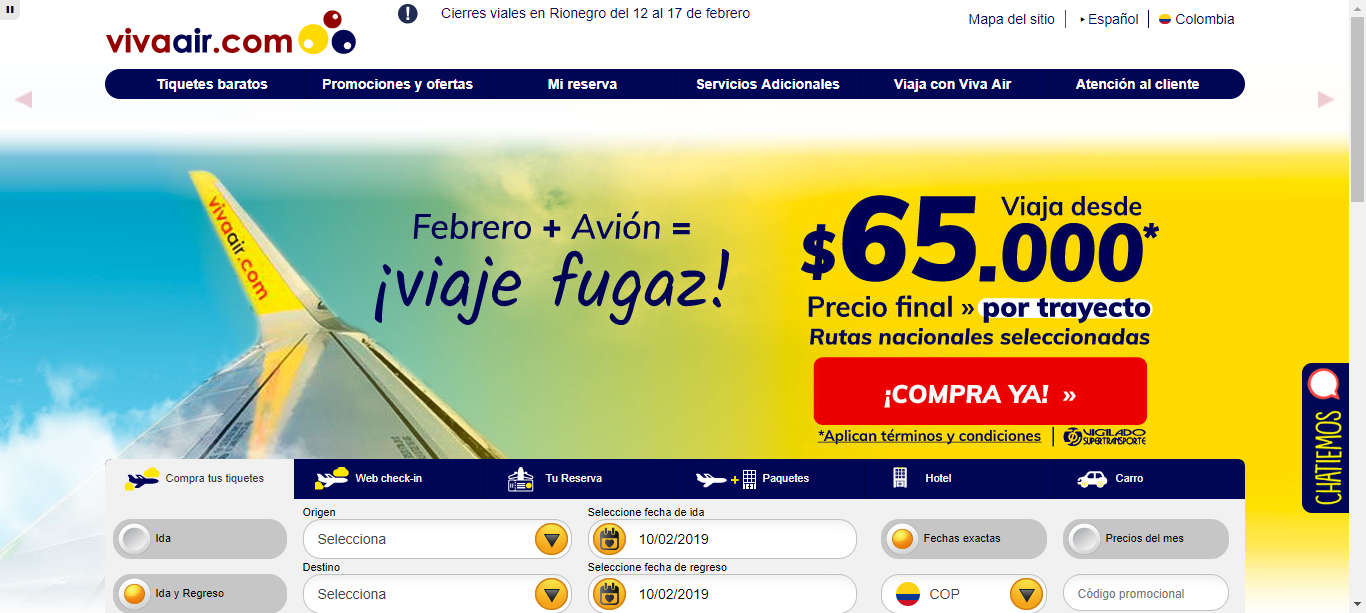 vivaair.com
Cierres viales en Rionegro del 12 al 17 de febrero
Mapa del sitio
Español
Colombia
Tiquetes baratos
Promociones y ofertas
Mi reserva
Servicios Adicionales
Viaja con Viva Air
Atención al cliente
vivaair.com
Febrero + Avión =
¡viaje fugaz!
Viaja desde
$65.000*
Precio final » por trayecto
Rutas nacionales seleccionadas
¡COMPRA YA! »
*Aplican términos y condiciones
VIGILADO
SUPERTRANSPORTE
CHATIEMOS
Compra tus tiquetes
Web check-in
Tu Reserva
Paquetes
Hotel
Carro
Origen
Seleccione fecha de ida
Ida
Selecciona
10/02/2019
Fechas exactas
Precios del mes
Destino
Seleccione fecha de regreso
Ida y Regreso
Selecciona
10/02/2019
COP
Código promocional